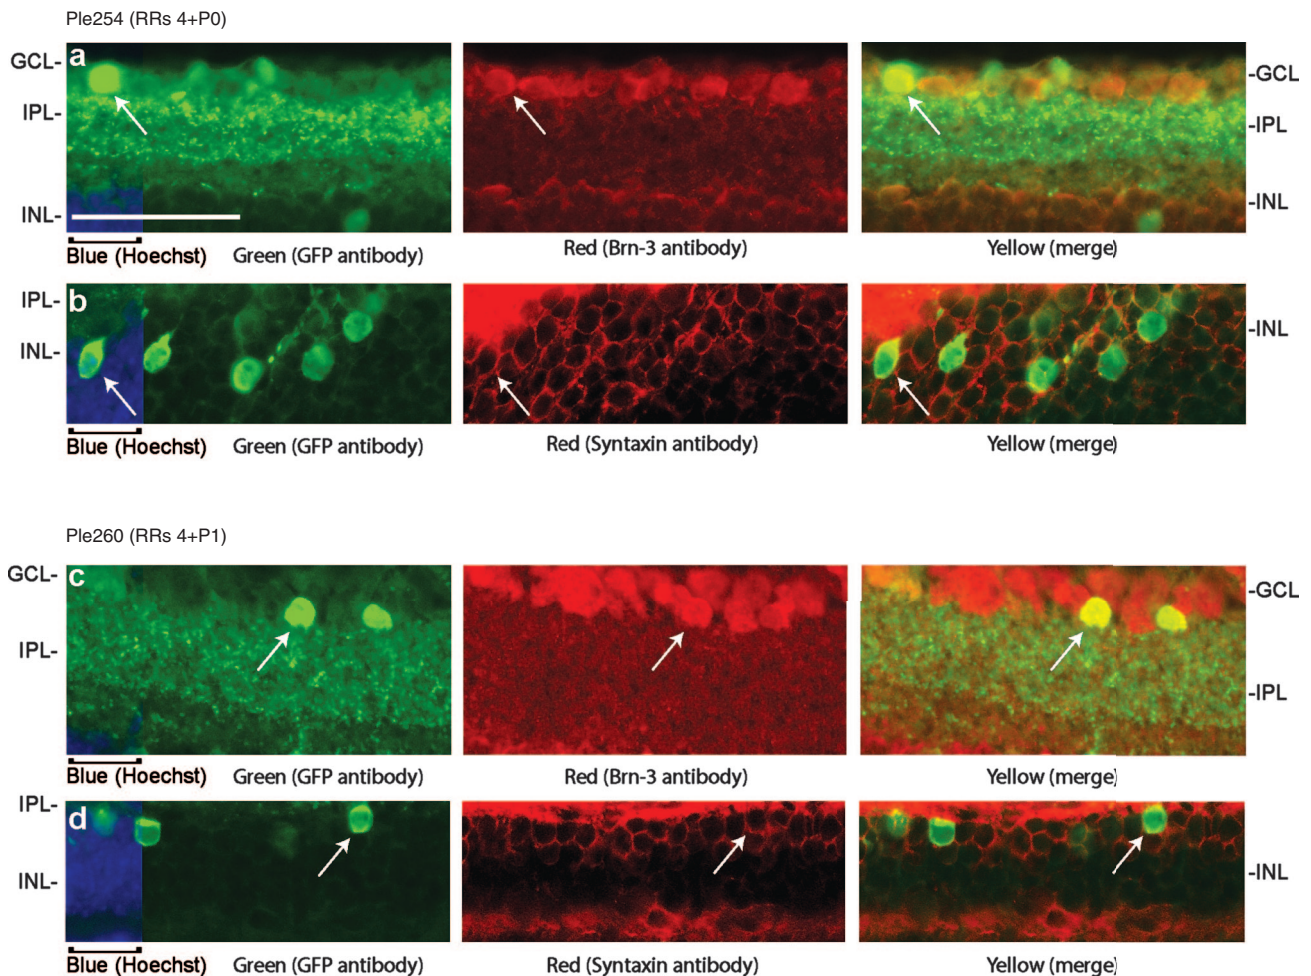 Ple254 (RRs 4+P0)
a
GCL-
IPL-
INL-
-GCL
-IPL
-INL
Blue (Hoechst) Green (GFP antibody) Red (Brn-3 antibody) Yellow (merge)
b
IPL-
INL-
-INL
Blue (Hoechst) Green (GFP antibody) Red (Syntaxin antibody) Yellow (merge)
Ple260 (RRs 4+P1)
c
GCL-
IPL-
-GCL
-IPL
Blue (Hoechst) Green (GFP antibody) Red (Brn-3 antibody) Yellow (merge)
d
IPL-
INL-
-INL
Blue (Hoechst) Green (GFP antibody) Red (Syntaxin antibody) Yellow (merge)